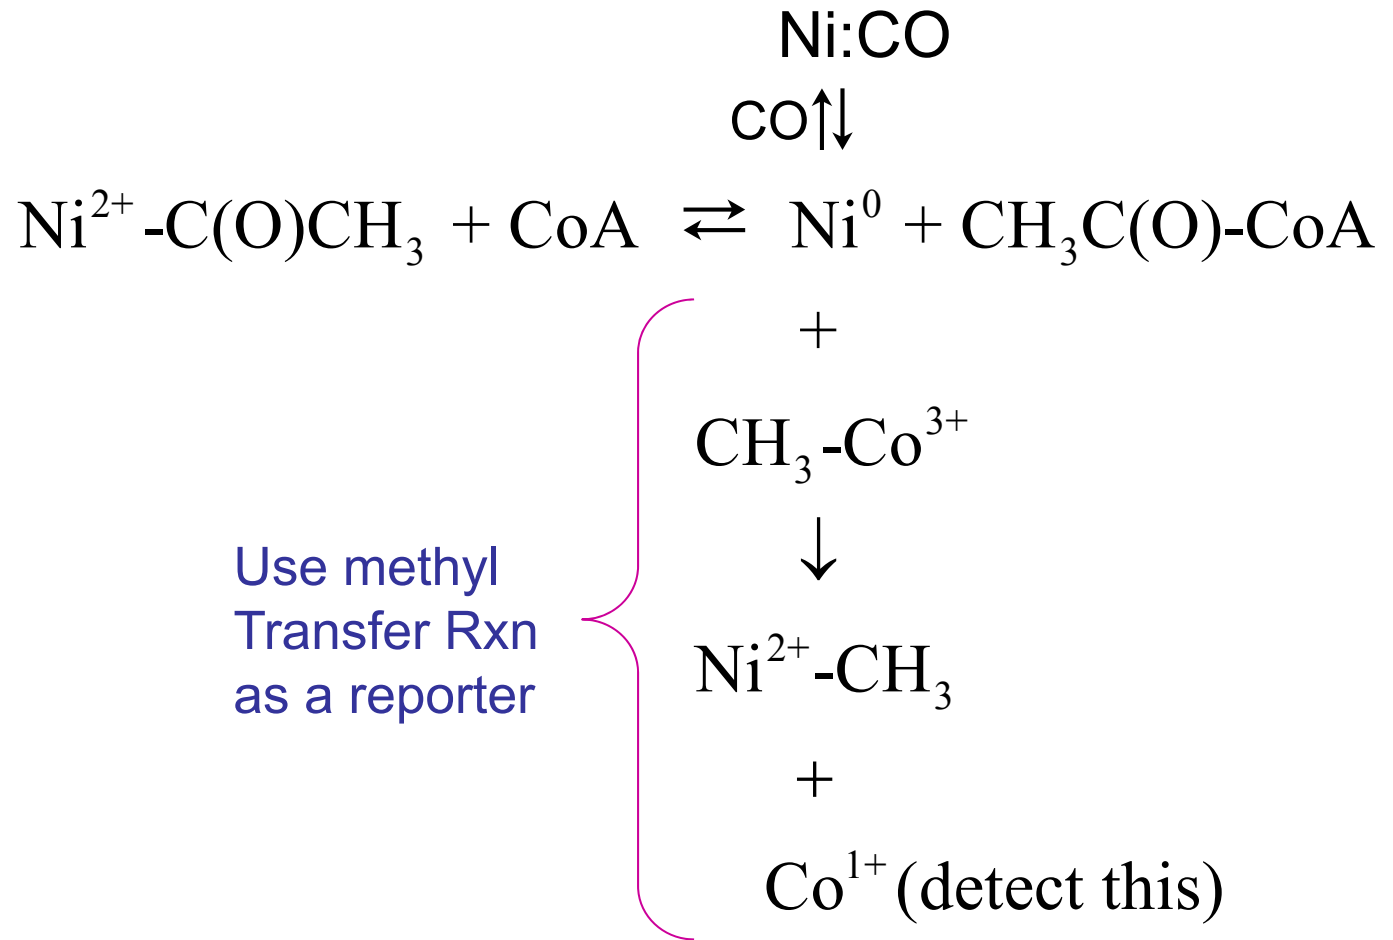 Ni:CO
CO↑↓
Ni²⁺-C(O)CH₃ + CoA ⇄ Ni⁰ + CH₃C(O)-CoA
+
CH₃-Co³⁺
↓
Use methyl
Transfer Rxn
as a reporter
Ni²⁺-CH₃
+
Co¹⁺ (detect this)